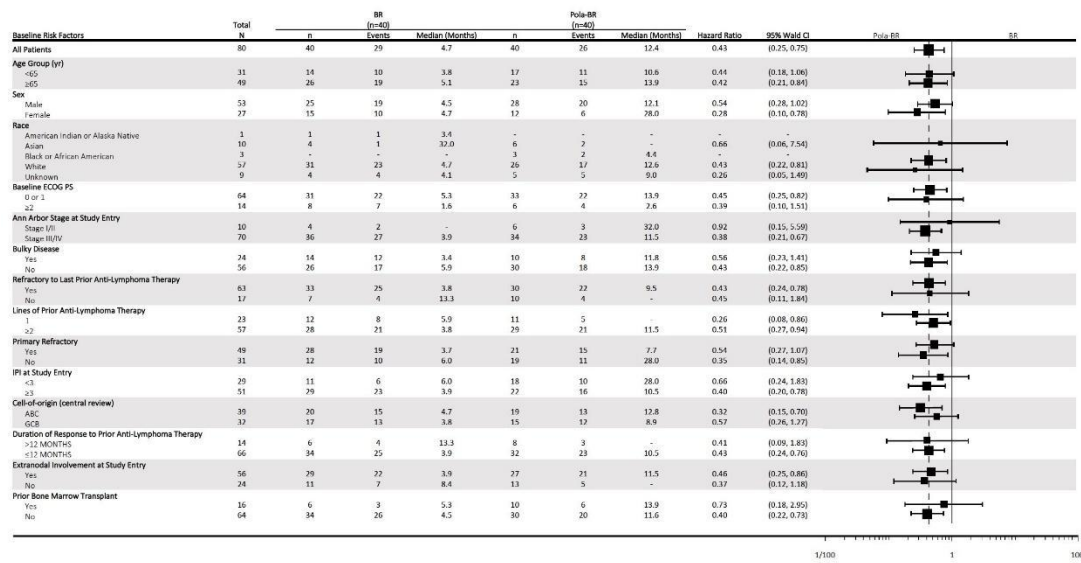 BR Pola-BR
Total (n=40) (n=40)
Baseline Risk Factors N n Events Median (Months) n Events Median (Months) Hazard Ratio 95% Wald CI Pola-BR BR
All Patients 80 40 29 4.7 40 26 12.4 0.43 (0.25, 0.75)
Age Group (yr)
<65 31 14 10 3.8 17 11 10.6 0.44 (0.18, 1.06)
≥65 49 26 19 5.1 23 15 13.9 0.42 (0.21, 0.84)
Sex
Male 53 25 19 4.5 28 20 12.1 0.54 (0.28, 1.02)
Female 27 15 10 4.7 12 6 28.0 0.28 (0.10, 0.78)
Race
American Indian or Alaska Native 1 1 1 3.4 - - - - -
Asian 10 4 1 32.0 6 2 - 0.66 (0.06, 7.54)
Black or African American 3 - - - 3 2 4.4 - -
White 57 31 23 4.7 26 17 12.6 0.43 (0.22, 0.81)
Unknown 9 4 4 4.1 5 5 9.0 0.26 (0.05, 1.49)
Baseline ECOG PS
0 or 1 64 31 22 5.3 33 22 13.9 0.45 (0.25, 0.82)
≥2 14 8 7 1.6 6 4 2.6 0.39 (0.10, 1.51)
Ann Arbor Stage at Study Entry
Stage I/II 10 4 2 - 6 3 32.0 0.92 (0.15, 5.59)
Stage III/IV 70 36 27 3.9 34 23 11.5 0.38 (0.21, 0.67)
Bulky Disease
Yes 24 14 12 3.4 10 8 11.8 0.56 (0.23, 1.41)
No 56 26 17 5.9 30 18 13.9 0.43 (0.22, 0.85)
Refractory to Last Prior Anti-Lymphoma Therapy
Yes 63 33 25 3.8 30 22 9.5 0.43 (0.24, 0.78)
No 17 7 4 13.3 10 4 - 0.45 (0.11, 1.84)
Lines of Prior Anti-Lymphoma Therapy
1 23 12 8 5.9 11 5 - 0.26 (0.08, 0.86)
≥2 57 28 21 3.8 29 21 11.5 0.51 (0.27, 0.94)
Primary Refractory
Yes 49 28 19 3.7 21 15 7.7 0.54 (0.27, 1.07)
No 31 12 10 6.0 19 11 28.0 0.35 (0.14, 0.85)
IPI at Study Entry
<3 29 11 6 6.0 18 10 28.0 0.66 (0.24, 1.83)
≥3 51 29 23 3.9 22 16 10.5 0.40 (0.20, 0.78)
Cell-of-origin (central review)
ABC 39 20 15 4.7 19 13 12.8 0.32 (0.15, 0.70)
GCB 32 17 13 3.8 15 12 8.9 0.57 (0.26, 1.27)
Duration of Response to Prior Anti-Lymphoma Therapy
>12 MONTHS 14 6 4 13.3 8 3 - 0.41 (0.09, 1.83)
≤12 MONTHS 66 34 25 3.9 32 23 10.5 0.43 (0.24, 0.76)
Extranodal Involvement at Study Entry
Yes 56 29 22 3.9 27 21 11.5 0.46 (0.25, 0.86)
No 24 11 7 8.4 13 5 - 0.37 (0.12, 1.18)
Prior Bone Marrow Transplant
Yes 16 6 3 5.3 10 6 13.9 0.73 (0.18, 2.95)
No 64 34 26 4.5 30 20 11.6 0.40 (0.22, 0.73)
1/100 1 100